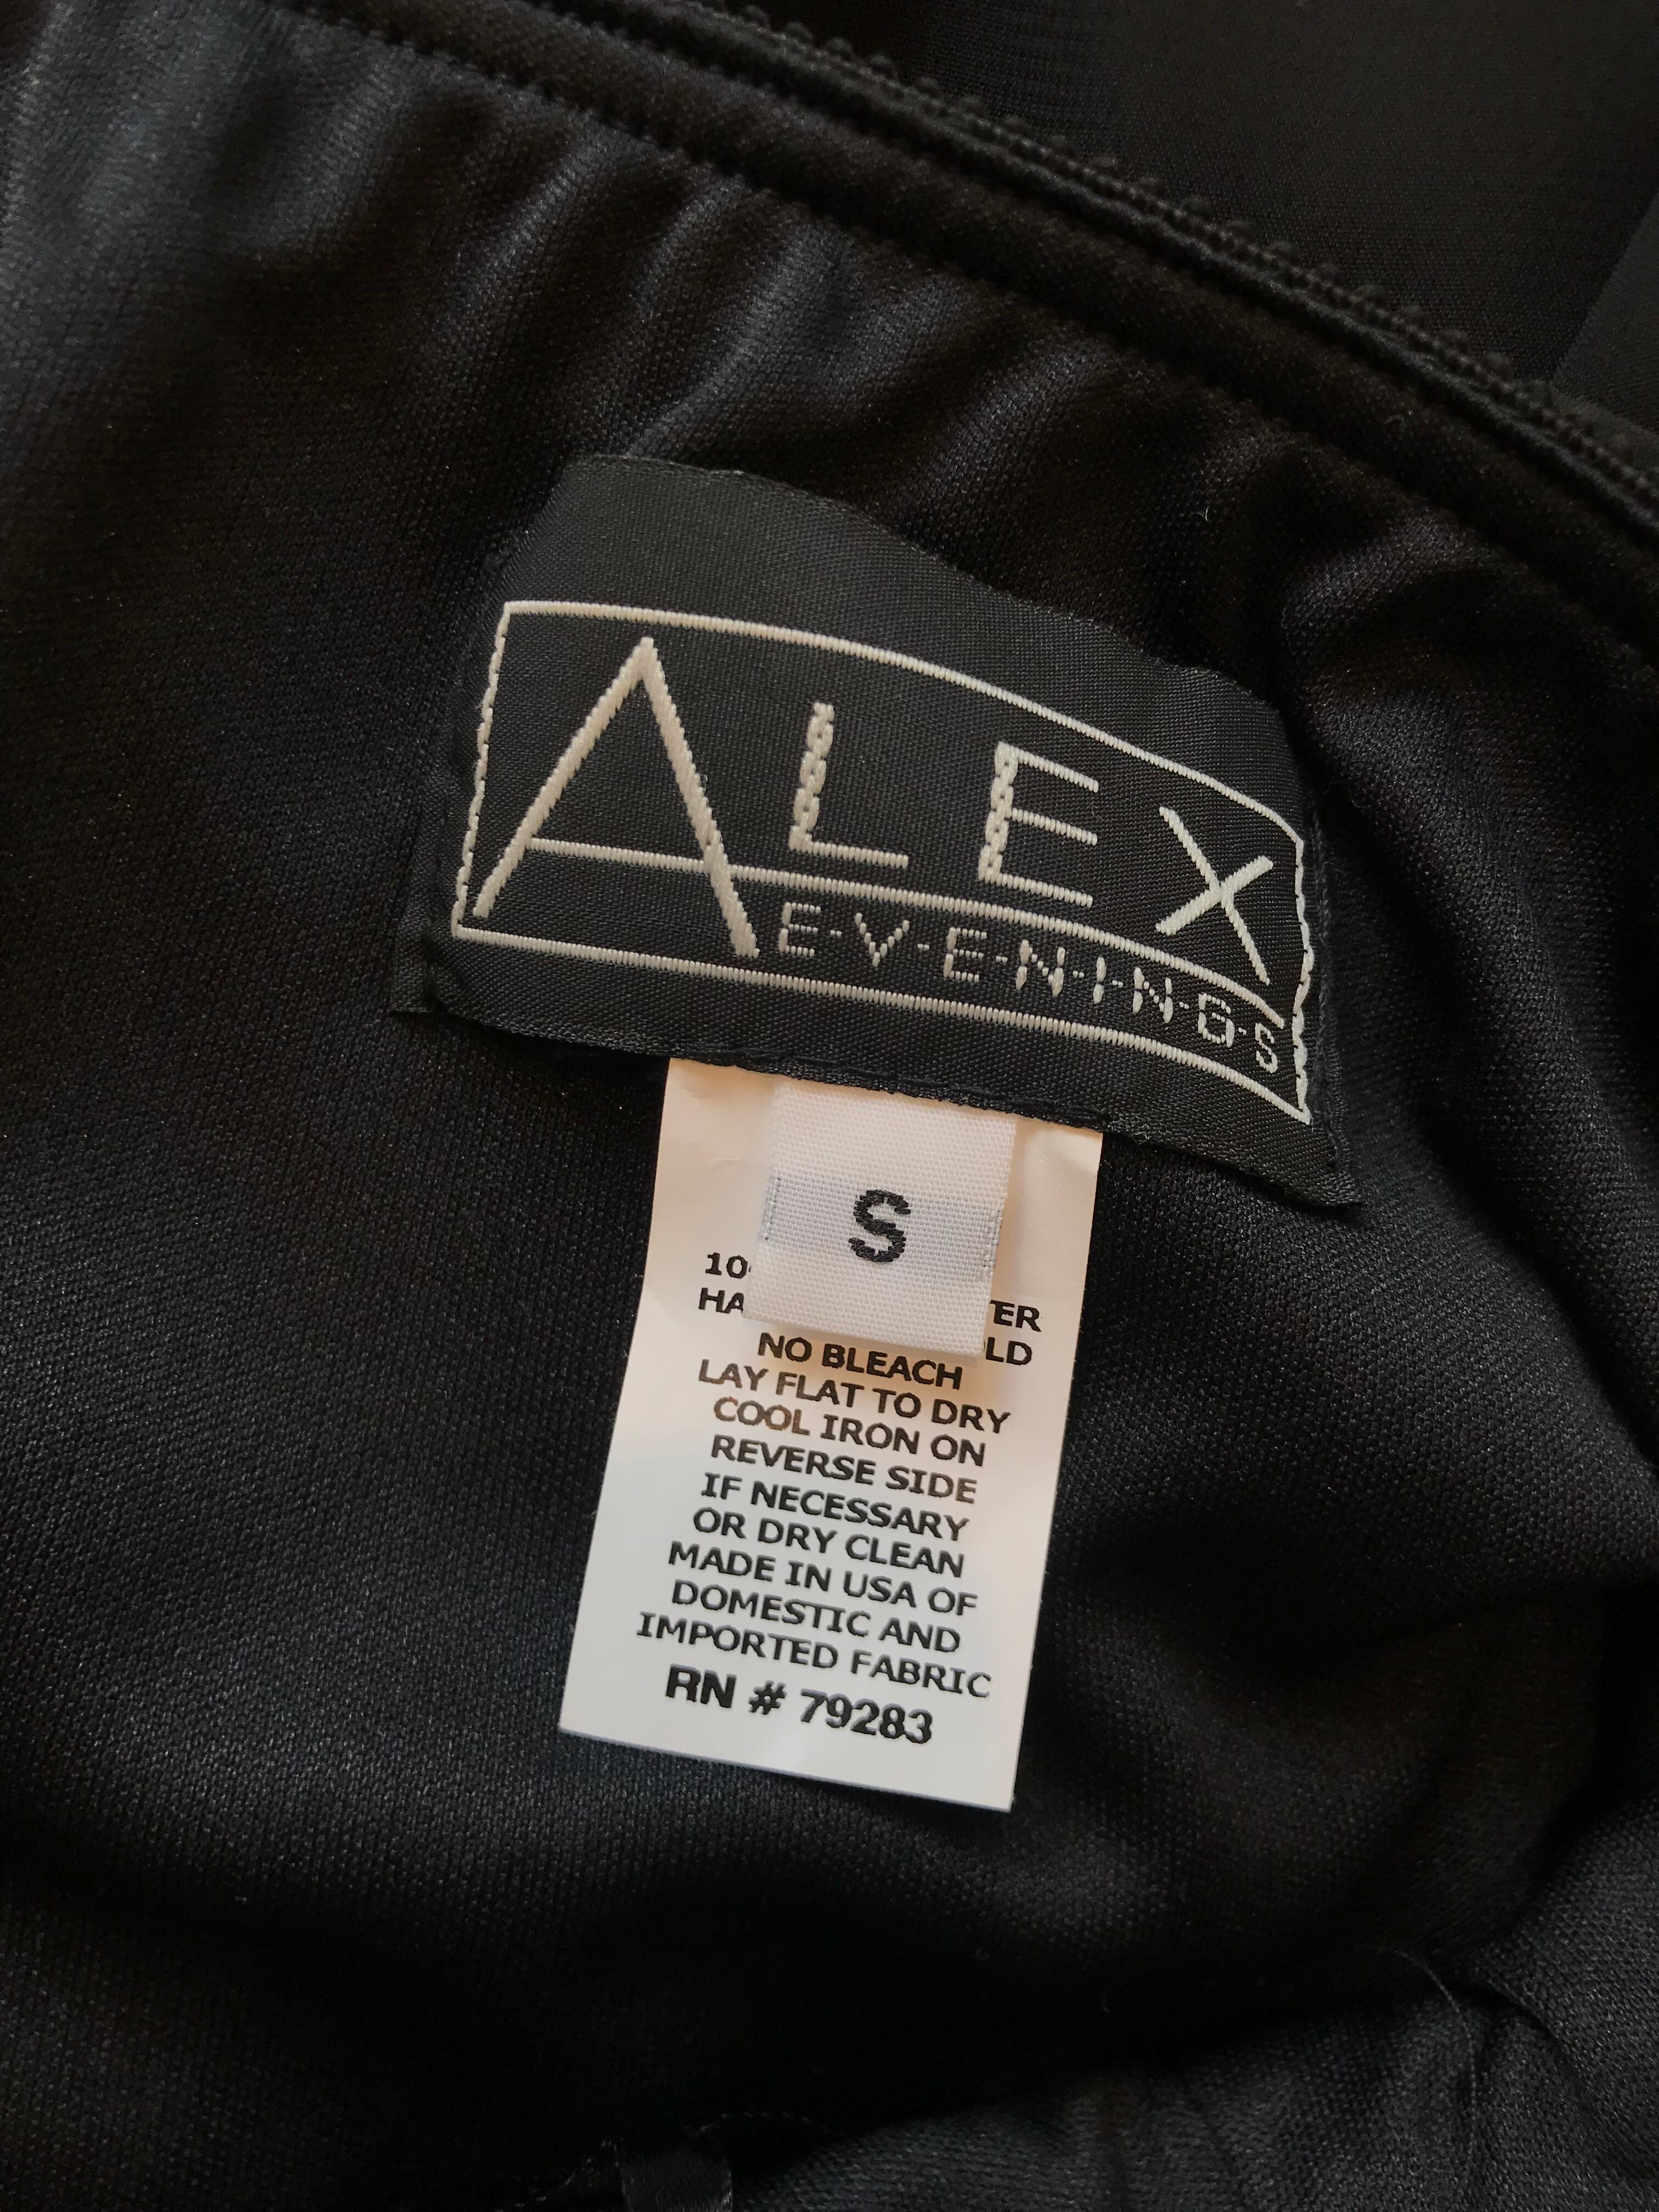 ALEX
E·V·E·N·I·N·G·S
S
NO BLEACH
LAY FLAT TO DRY
COOL IRON ON
REVERSE SIDE
IF NECESSARY
OR DRY CLEAN
MADE IN USA OF
DOMESTIC AND
IMPORTED FABRIC
RN # 79283